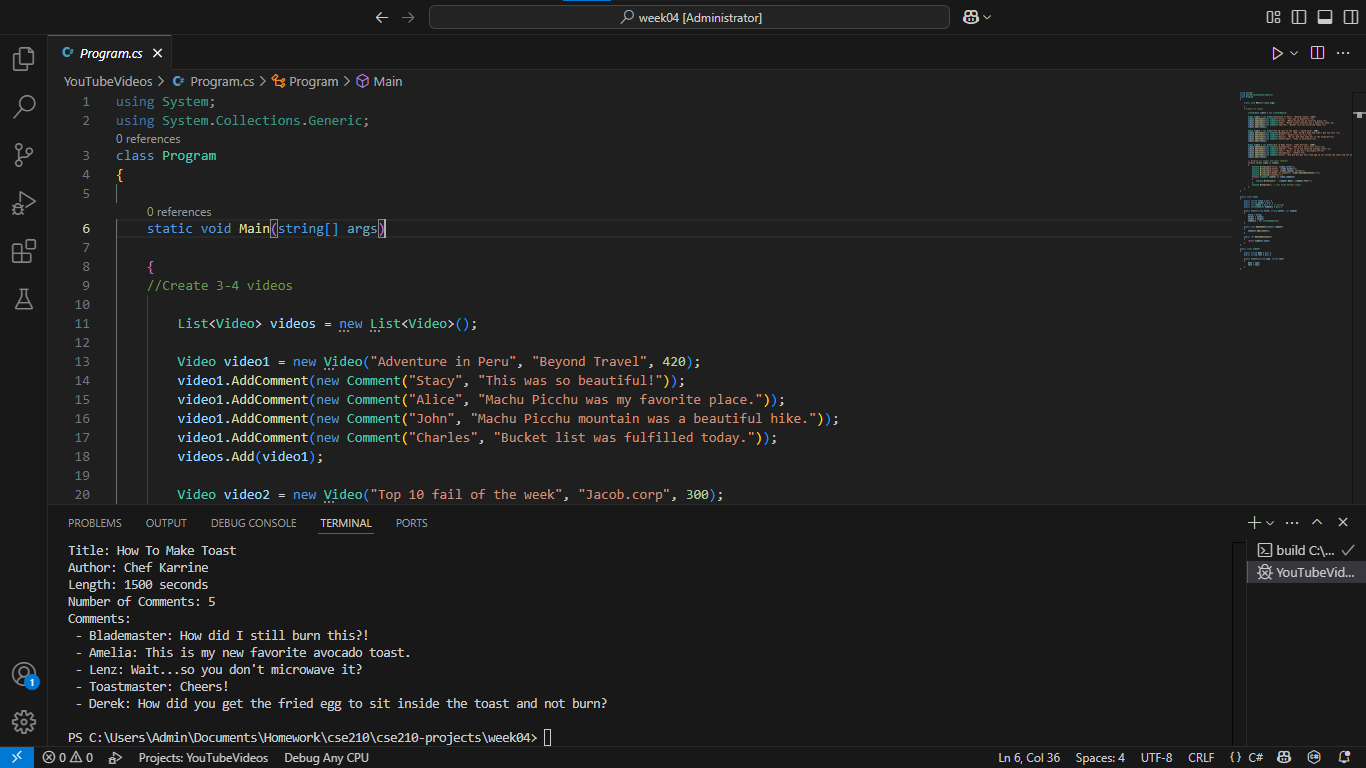 week04 [Administrator]
C# Program.cs
YouTubeVideos > C# Program.cs > Program > Main
1 using System;
2 using System.Collections.Generic;
0 references
3 class Program
4 {
5
0 references
6 static void Main(string[] args)
7
8 {
9 //Create 3-4 videos
10
11 List<Video> videos = new List<Video>();
12
13 Video video1 = new Video("Adventure in Peru", "Beyond Travel", 420);
14 video1.AddComment(new Comment("Stacy", "This was so beautiful!"));
15 video1.AddComment(new Comment("Alice", "Machu Picchu was my favorite place."));
16 video1.AddComment(new Comment("John", "Machu Picchu mountain was a beautiful hike."));
17 video1.AddComment(new Comment("Charles", "Bucket list was fulfilled today."));
18 videos.Add(video1);
19
20 Video video2 = new Video("Top 10 fail of the week", "Jacob.corp", 300);
PROBLEMS OUTPUT DEBUG CONSOLE TERMINAL PORTS
Title: How To Make Toast
Author: Chef Karrine
Length: 1500 seconds
Number of Comments: 5
Comments:
- Blademaster: How did I still burn this?!
- Amelia: This is my new favorite avocado toast.
- Lenz: Wait...so you don't microwave it?
- Toastmaster: Cheers!
- Derek: How did you get the fried egg to sit inside the toast and not burn?
PS C:\Users\Admin\Documents\Homework\cse210\cse210-projects\week04>
build C:\...
YouTubeVid...
1
0 0 Projects: YouTubeVideos Debug Any CPU Ln 6, Col 36 Spaces: 4 UTF-8 CRLF {} C#